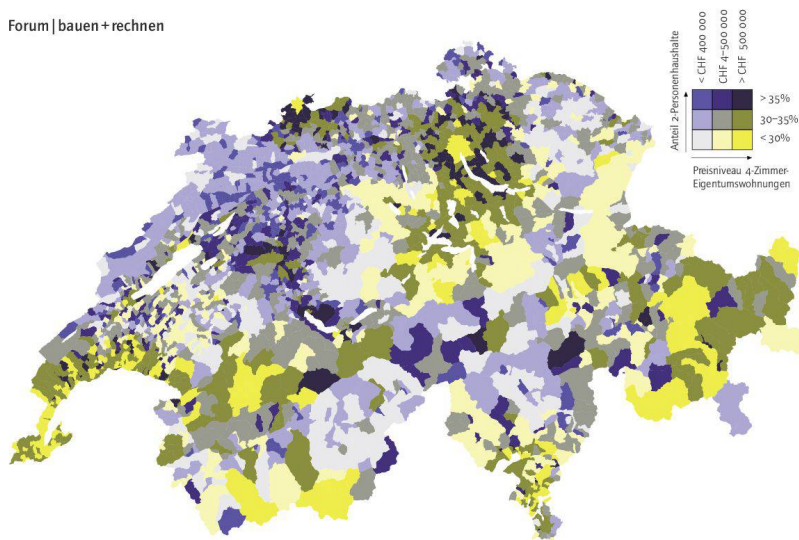 Forum | bauen + rechnen
Anteil 2-Personenhaushalte
< CHF 400 000
CHF 4–500 000
> CHF 500 000
> 35%
30–35%
< 30%
Preisniveau 4-Zimmer-
Eigentumswohnungen